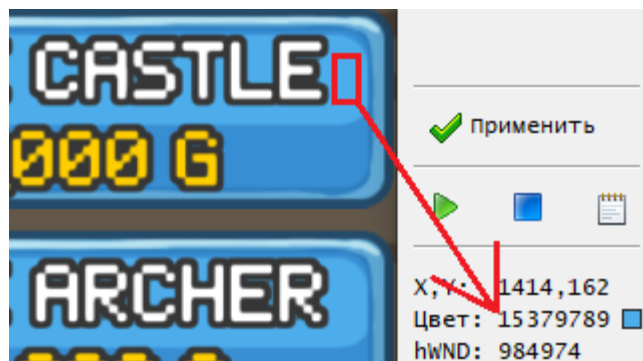 CASTLE
,000 G
ARCHER
Применить
X,Y: 1414,162
Цвет: 15379789
hWND: 984974